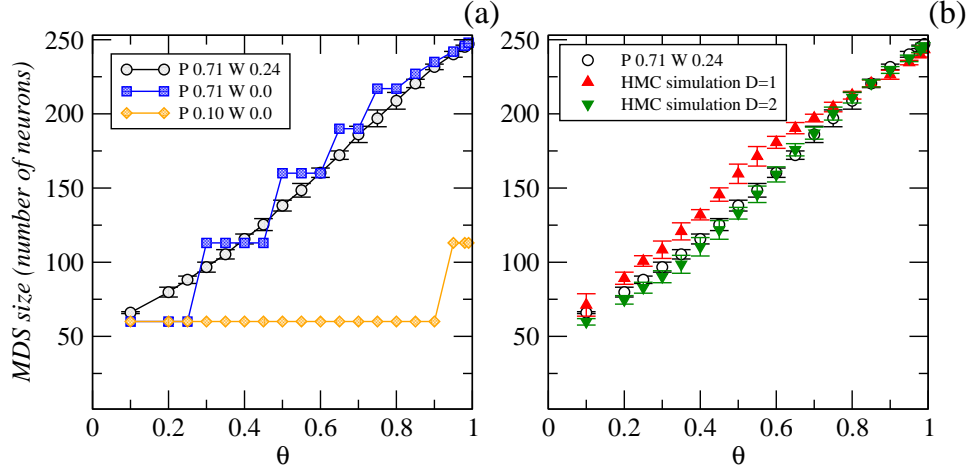 (a)
(b)
P 0.71 W 0.24
P 0.71 W 0.0
P 0.10 W 0.0
P 0.71 W 0.24
HMC simulation D=1
HMC simulation D=2
MDS size (number of neurons)
250
200
150
100
50
0 0.2 0.4 0.6 0.8 1
θ
250
200
150
100
50
0.2 0.4 0.6 0.8 1
0
θ